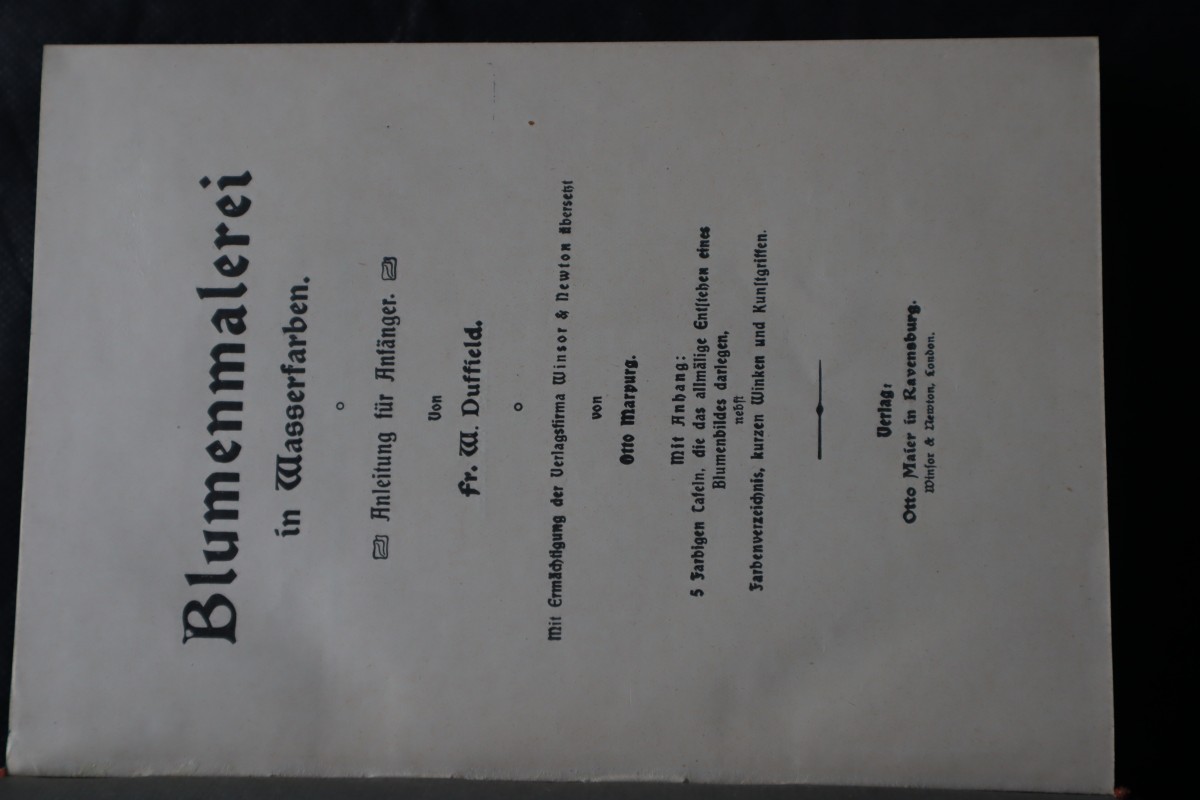 Blumenmalerei
in Wasserfarben.
Anleitung für Anfänger.
Von
Fr. W. Duffield.
Mit Ermächtigung der Verlagsfirma Winsor & Newton übersetzt
von
Otto Marpurg.
Mit Anhang:
5 Farbigen Tafeln, die das allmälige Entstehen eines
Blumenbildes darlegen,
nebst
Farbenverzeichnis, kurzen Winken und Kunstgriffen.
Verlag:
Otto Maier in Ravensburg.
Winsor & Newton, London.